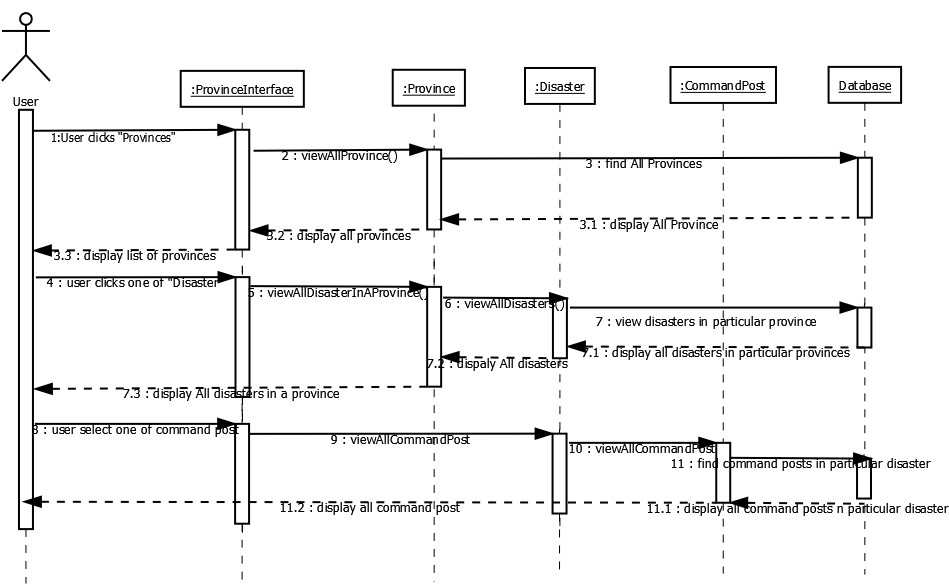 User
:ProvinceInterface
:Province
:Disaster
:CommandPost
Database
1:User clicks "Provinces"
2 : viewAllProvince()
3 : find All Provinces
3.1 : display All Province
3.2 : display all provinces
3.3 : display list of provinces
4 : user clicks one of "Disaster
5 : viewAllDisasterInAProvince()
6 : viewAllDisasters()
7 : view disasters in particular province
7.1 : display all disasters in particular provinces
7.2 : dispaly All disasters
7.3 : display All disasters in a province
8 : user select one of command post
9 : viewAllCommandPost
10 : viewAllCommandPost
11 : find command posts in particular disaster
11.1 : display all command posts n particular disaster
11.2 : display all command post